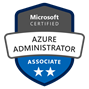 Microsoft
CERTIFIED
AZURE
ADMINISTRATOR
ASSOCIATE